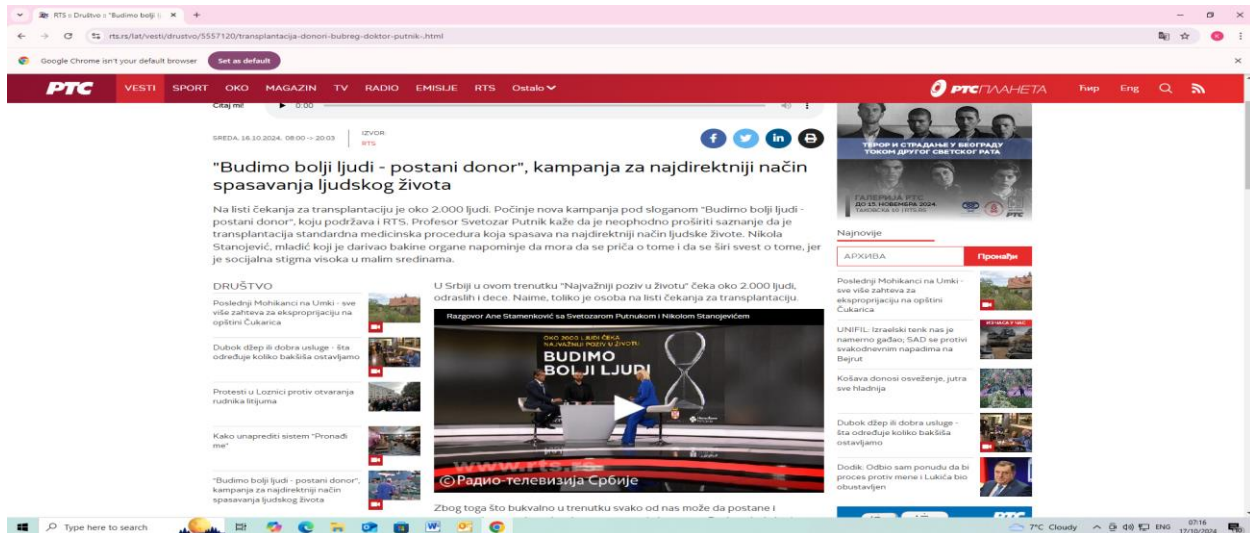 RTS :: Društvo :: "Budimo bolji lj
rts.rs/lat/vesti/drustvo/5557120/transplantacija-donori-bubreg-doktor-putnik-.html
Google Chrome isn't your default browser
Set as default
РТС
VESTI
SPORT
OKO
MAGAZIN
TV
RADIO
EMISIJE
RTS
Ostalo
РТС ПЛАНЕТА
Ћир
Eng
Čitaj mi!
0:00
SREDA, 16.10.2024, 08:00 -> 20:03
IZVOR:
RTS
"Budimo bolji ljudi - postani donor", kampanja za najdirektniji način
spasavanja ljudskog života
Na listi čekanja za transplantaciju je oko 2.000 ljudi. Počinje nova kampanja pod sloganom "Budimo bolji ljudi -
postani donor", koju podržava i RTS. Profesor Svetozar Putnik kaže da je neophodno proširiti saznanje da je
transplantacija standardna medicinska procedura koja spasava na najdirektniji način ljudske živote. Nikola
Stanojević, mladić koji je darivao bakine organe napominje da mora da se priča o tome i da se širi svest o tome, jer
je socijalna stigma visoka u malim sredinama.
DRUŠTVO
Poslednji Mohikanci na Umki - sve
više zahteva za eksproprijaciju na
opštini Čukarica
Dubok džep ili dobra usluge - šta
određuje koliko bakšiša ostavljamo
Protesti u Loznici protiv otvaranja
rudnika litijuma
Kako unaprediti sistem "Pronađi
me"
"Budimo bolji ljudi - postani donor",
kampanja za najdirektniji način
spasavanja ljudskog života
U Srbiji u ovom trenutku "Najvažniji poziv u životu" čeka oko 2.000 ljudi,
odraslih i dece. Naime, toliko je osoba na listi čekanja za transplantaciju.
Razgovor Ane Stamenković sa Svetozarom Putnukom i Nikolom Stanojevićem
OKO 2000 LJUDI ČEKA
NAJVAŽNIJI POZIV U ŽIVOTU
BUDIMO
BOLJI LJUDI
www.rts.rs
©Радио-телевизија Србије
Zbog toga što bukvalno u trenutku svako od nas može da postane i
ТЕРОР И СТРАДАЊЕ У БЕОГРАДУ
ТОКОМ ДРУГОГ СВЕТСКОГ РАТА
ГАЛЕРИЈА РТС
ДО 15. НОВЕМБРА 2024.
ТАКОВСКА 10 | RTS.RS
РТС
Najnovije
АРХИВА
Пронађи
Poslednji Mohikanci na Umki -
sve više zahteva za
eksproprijaciju na opštini
Čukarica
UNIFIL: Izraelski tenk nas je
namerno gađao; SAD se protivi
svakodnevnim napadima na
Bejrut
Košava donosi osveženje, jutra
sve hladnija
Dubok džep ili dobra usluge -
šta određuje koliko bakšiša
ostavljamo
Dodik: Odbio sam ponudu da bi
proces protiv mene i Lukića bio
obustavljen
Type here to search
7°C Cloudy
ENG
07:16
17/10/2024